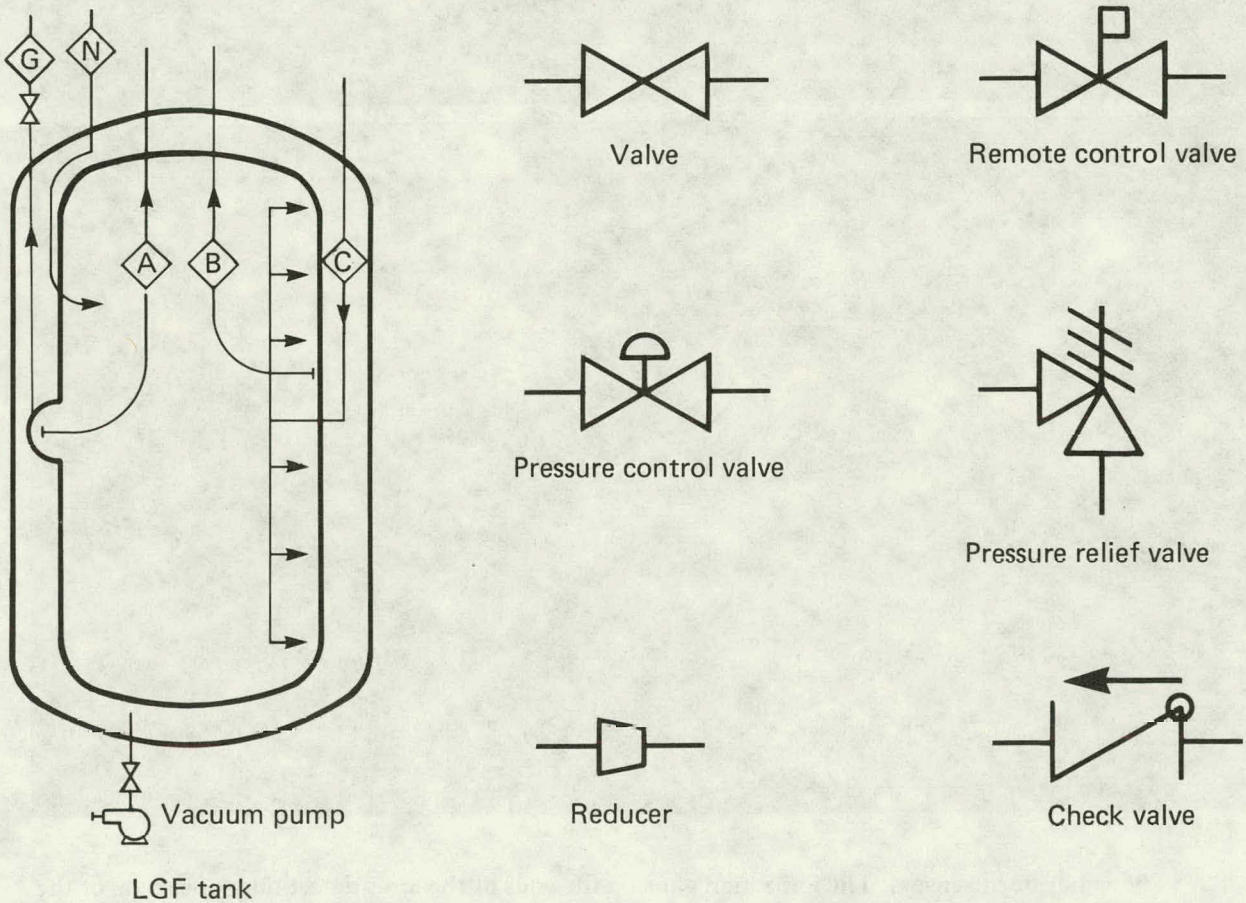 G
N
Valve
Remote control valve
A
B
C
Pressure control valve
Pressure relief valve
Vacuum pump
Reducer
Check valve
LGF tank